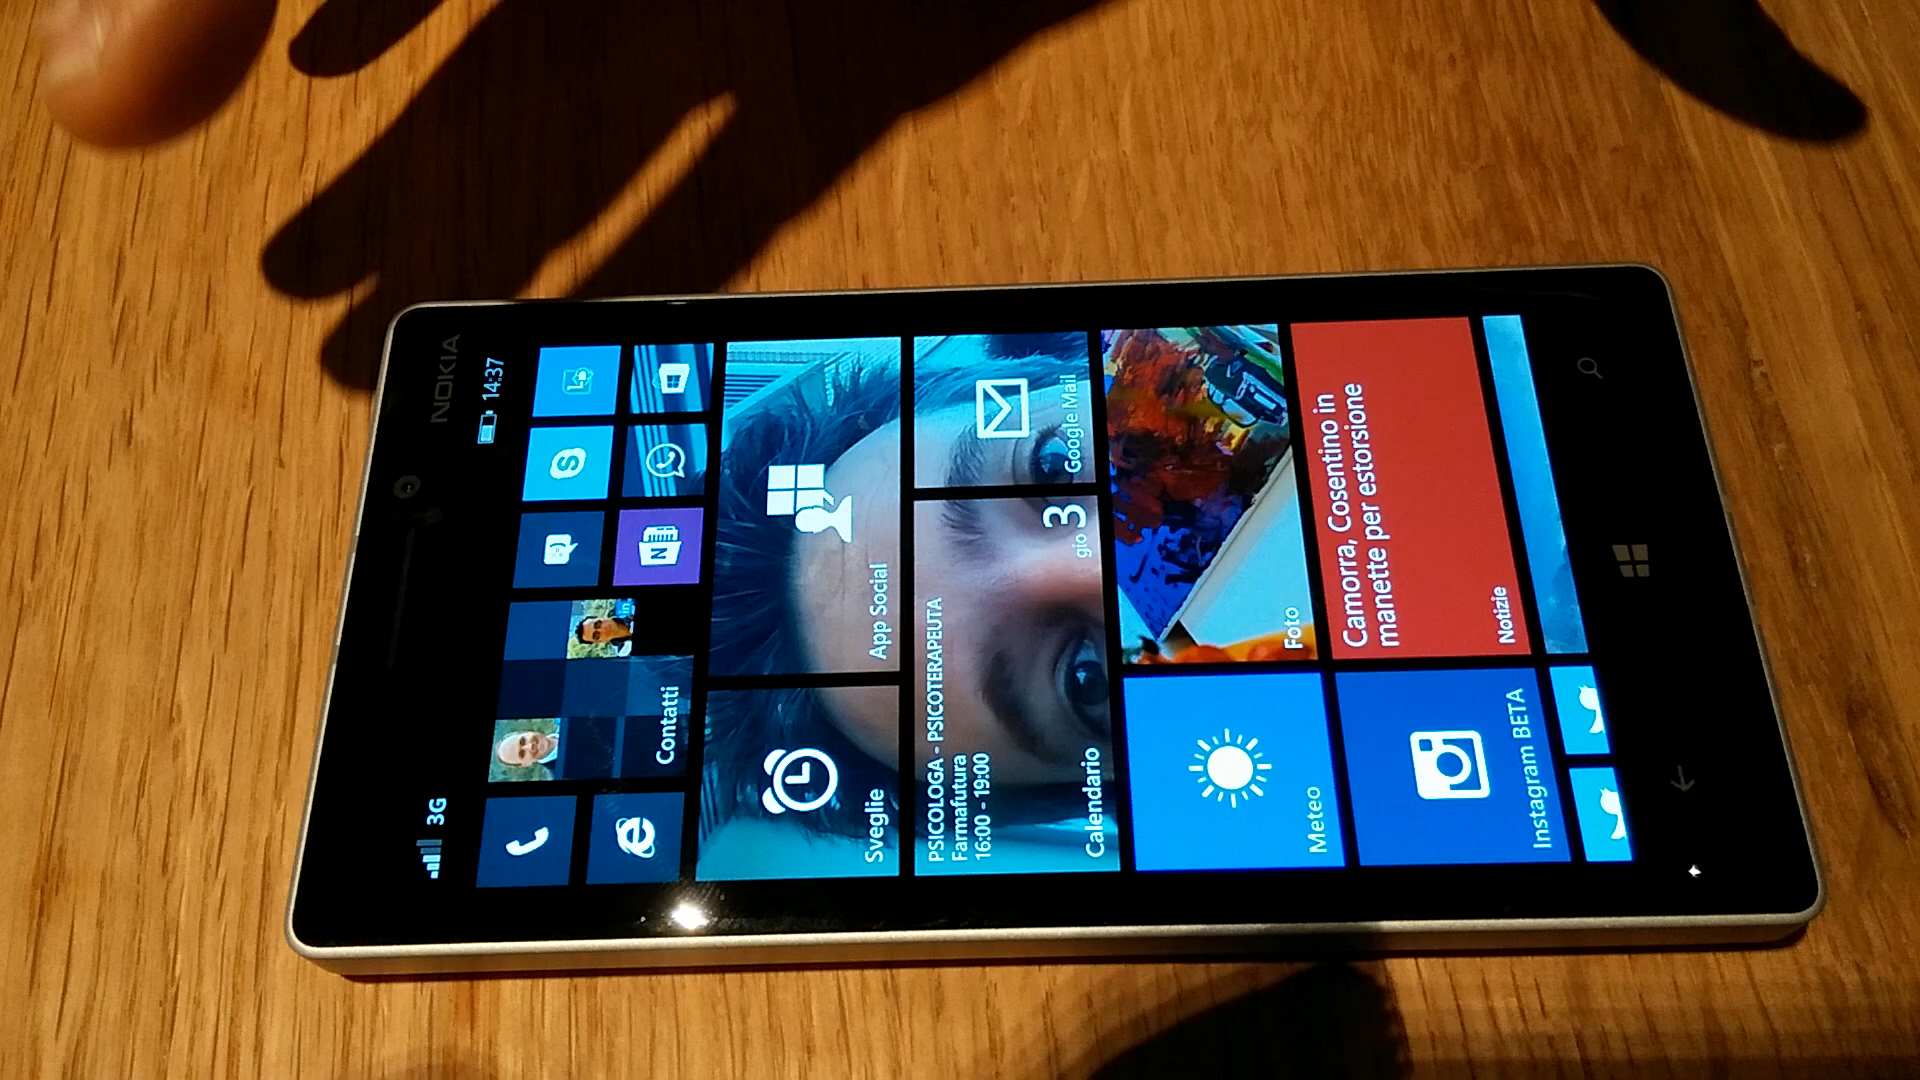 NOKIA
3G
14:37
Contatti
Sveglie
App Social
PSICOLOGA - PSICOTERAPEUTA
Farmafutura
16:00 - 19:00
gio 3
Calendario
Google Mail
Meteo
Foto
Instagram BETA
Camorra, Cosentino in
manette per estorsione
Notizie